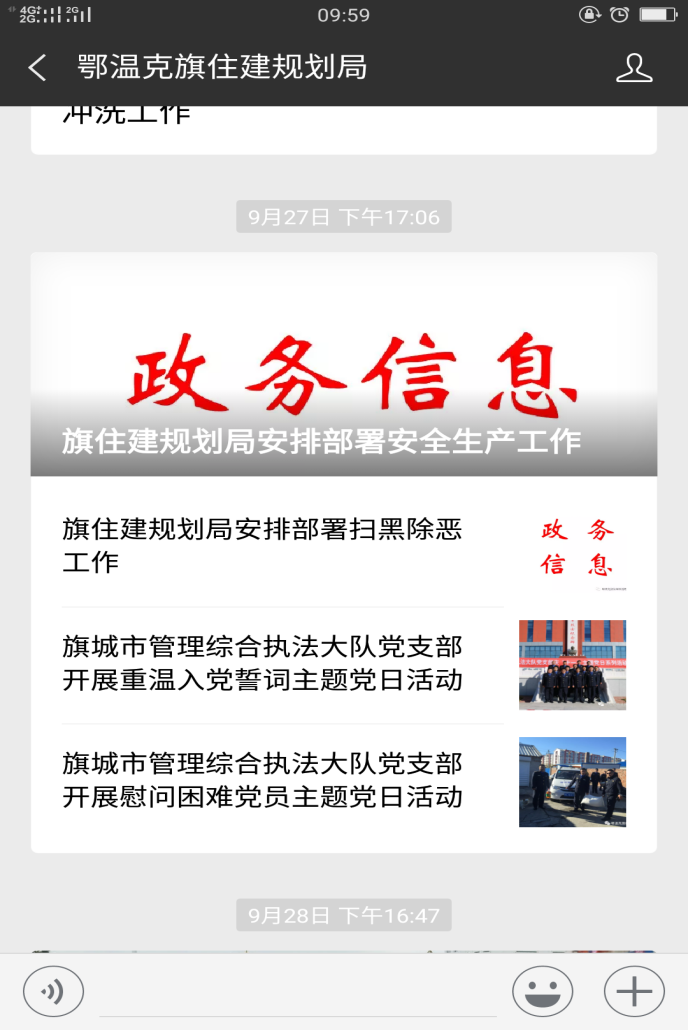 4G+
2G
2G
09:59
鄂温克旗住建规划局
冲洗工作
9月27日 下午17:06
政务信息
旗住建规划局安排部署安全生产工作
旗住建规划局安排部署扫黑除恶
工作
政 务
信 息
旗城市管理综合执法大队党支部
开展重温入党誓词主题党日活动
旗城市管理综合执法大队党支部
开展慰问困难党员主题党日活动
9月28日 下午16:47